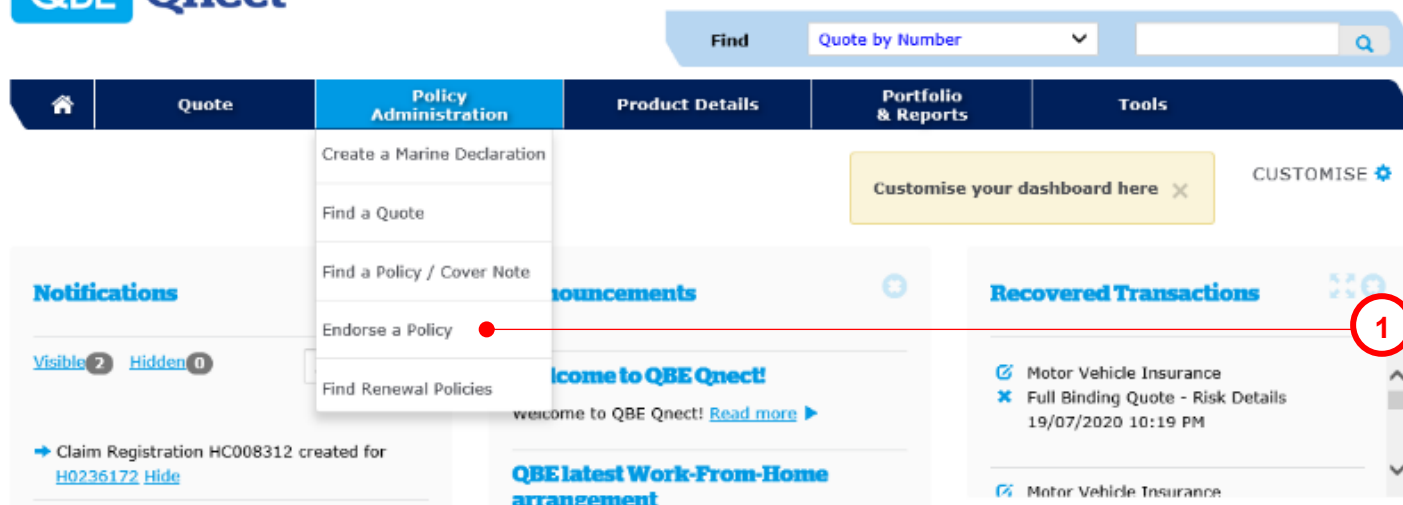 QBE Qnect
Find
Quote by Number
Quote
Policy
Administration
Product Details
Portfolio
& Reports
Tools
Create a Marine Declaration
Find a Quote
Find a Policy / Cover Note
Endorse a Policy
Find Renewal Policies
Customise your dashboard here
CUSTOMISE
Notifications
Visible 2 Hidden 0
Claim Registration HC008312 created for
H0236172 Hide
nouncements
lcome to QBE Qnect!
Welcome to QBE Qnect! Read more
QBE latest Work-From-Home
arrangement
Recovered Transactions
1
Motor Vehicle Insurance
Full Binding Quote - Risk Details
19/07/2020 10:19 PM
Motor Vehicle Insurance